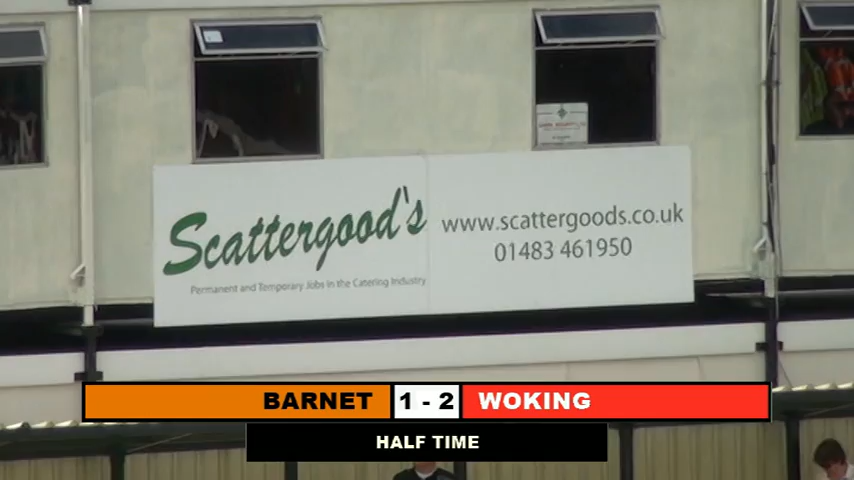 Scattergood's
Permanent and Temporary Jobs in the Catering Industry
www.scattergoods.co.uk
01483 461950
BARNET 1 - 2 WOKING
HALF TIME